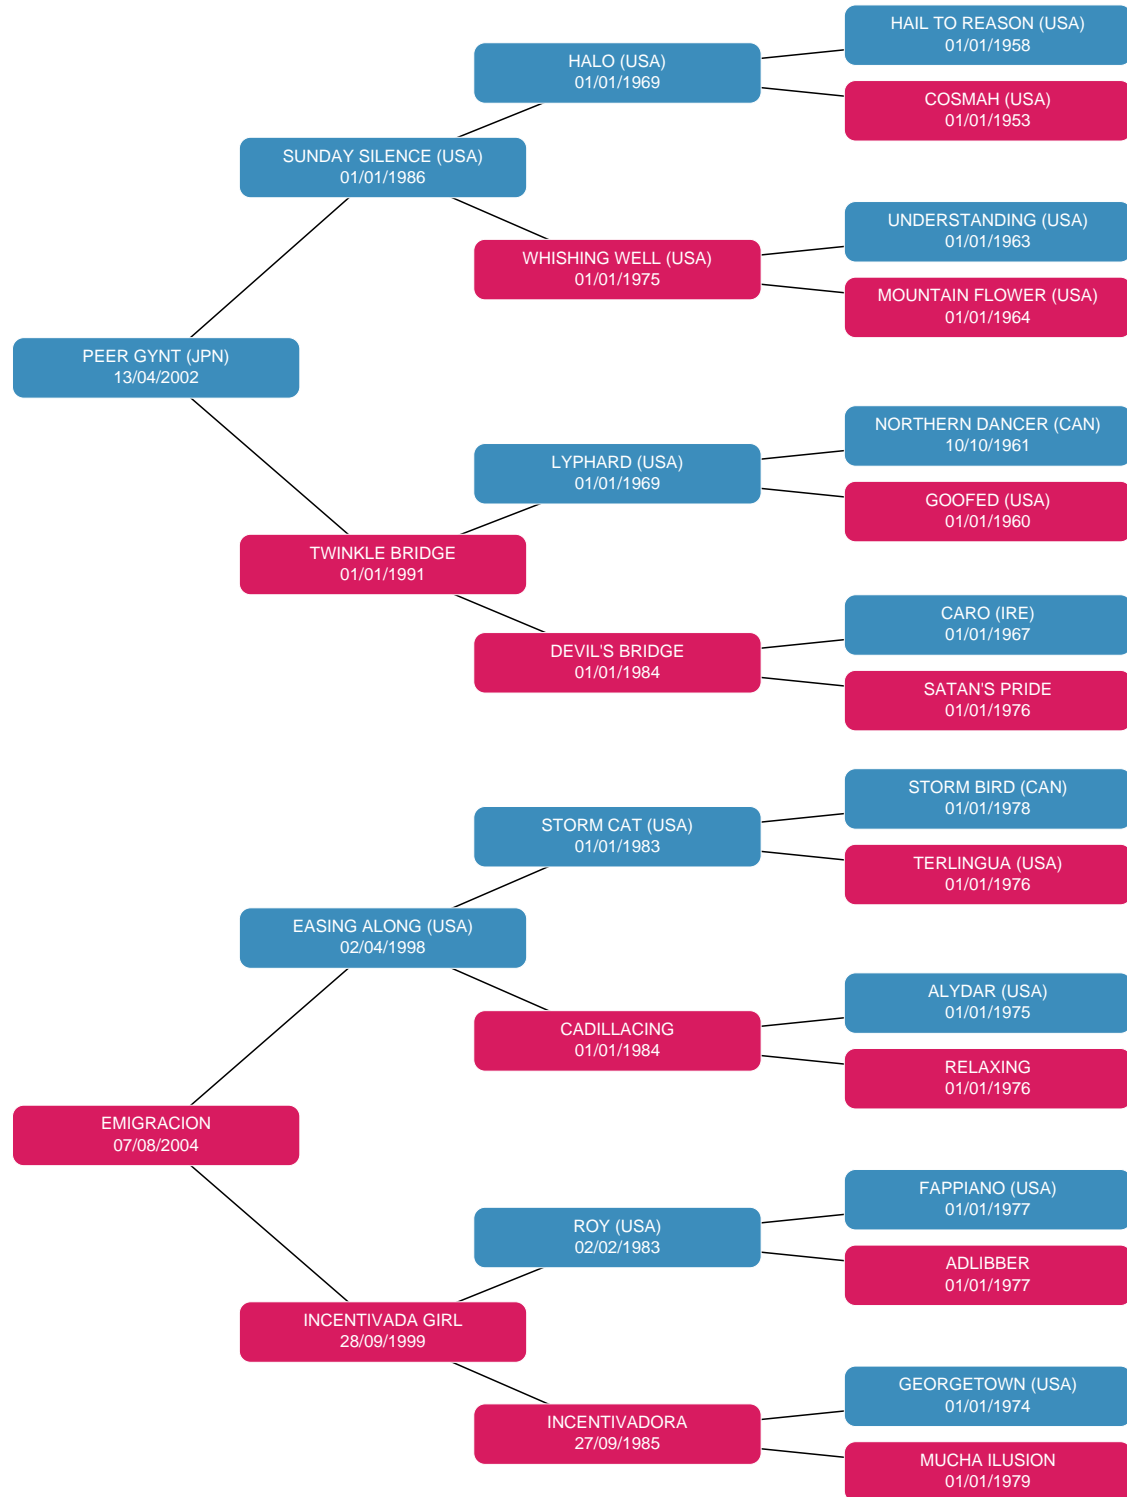 HAIL TO REASON (USA)
01/01/1958
HALO (USA)
01/01/1969
COSMAH (USA)
01/01/1953
SUNDAY SILENCE (USA)
01/01/1986
UNDERSTANDING (USA)
01/01/1963
WHISHING WELL (USA)
01/01/1975
MOUNTAIN FLOWER (USA)
01/01/1964
PEER GYNT (JPN)
13/04/2002
NORTHERN DANCER (CAN)
10/10/1961
LYPHARD (USA)
01/01/1969
GOOFED (USA)
01/01/1960
TWINKLE BRIDGE
01/01/1991
CARO (IRE)
01/01/1967
DEVIL'S BRIDGE
01/01/1984
SATAN'S PRIDE
01/01/1976
STORM BIRD (CAN)
01/01/1978
STORM CAT (USA)
01/01/1983
TERLINGUA (USA)
01/01/1976
EASING ALONG (USA)
02/04/1998
ALYDAR (USA)
01/01/1975
CADILLACING
01/01/1984
RELAXING
01/01/1976
EMIGRACION
07/08/2004
FAPPIANO (USA)
01/01/1977
ROY (USA)
02/02/1983
ADLIBBER
01/01/1977
INCENTIVADA GIRL
28/09/1999
GEORGETOWN (USA)
01/01/1974
INCENTIVADORA
27/09/1985
MUCHA ILUSION
01/01/1979